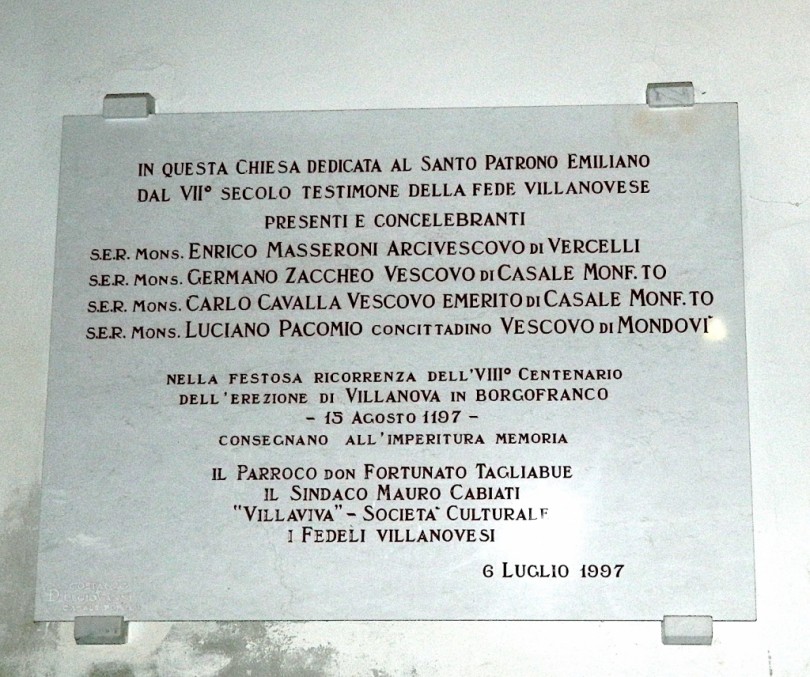 IN QUESTA CHIESA DEDICATA AL SANTO PATRONO EMILIANO
DAL VII° SECOLO TESTIMONE DELLA FEDE VILLANOVESE
PRESENTI E CONCELEBRANTI
S.E.R. MONS. ENRICO MASSERONI ARCIVESCOVO DI VERCELLI
S.E.R. MONS. GERMANO ZACCHEO VESCOVO DI CASALE MONF.TO
S.E.R. MONS. CARLO CAVALLA VESCOVO EMERITO DI CASALE MONF.TO
S.E.R. MONS. LUCIANO PACOMIO CONCITTADINO VESCOVO DI MONDOVI`
NELLA FESTOSA RICORRENZA DELL'VIII° CENTENARIO
DELL'EREZIONE DI VILLANOVA IN BORGOFRANCO
- 15 AGOSTO 1197 -
CONSEGNANO ALL'IMPERITURA MEMORIA
IL PARROCO DON FORTUNATO TAGLIABUE
IL SINDACO MAURO CABIATI
"VILLAVIVA" - SOCIETA` CULTURALE
I FEDELI VILLANOVESI
6 LUGLIO 1997